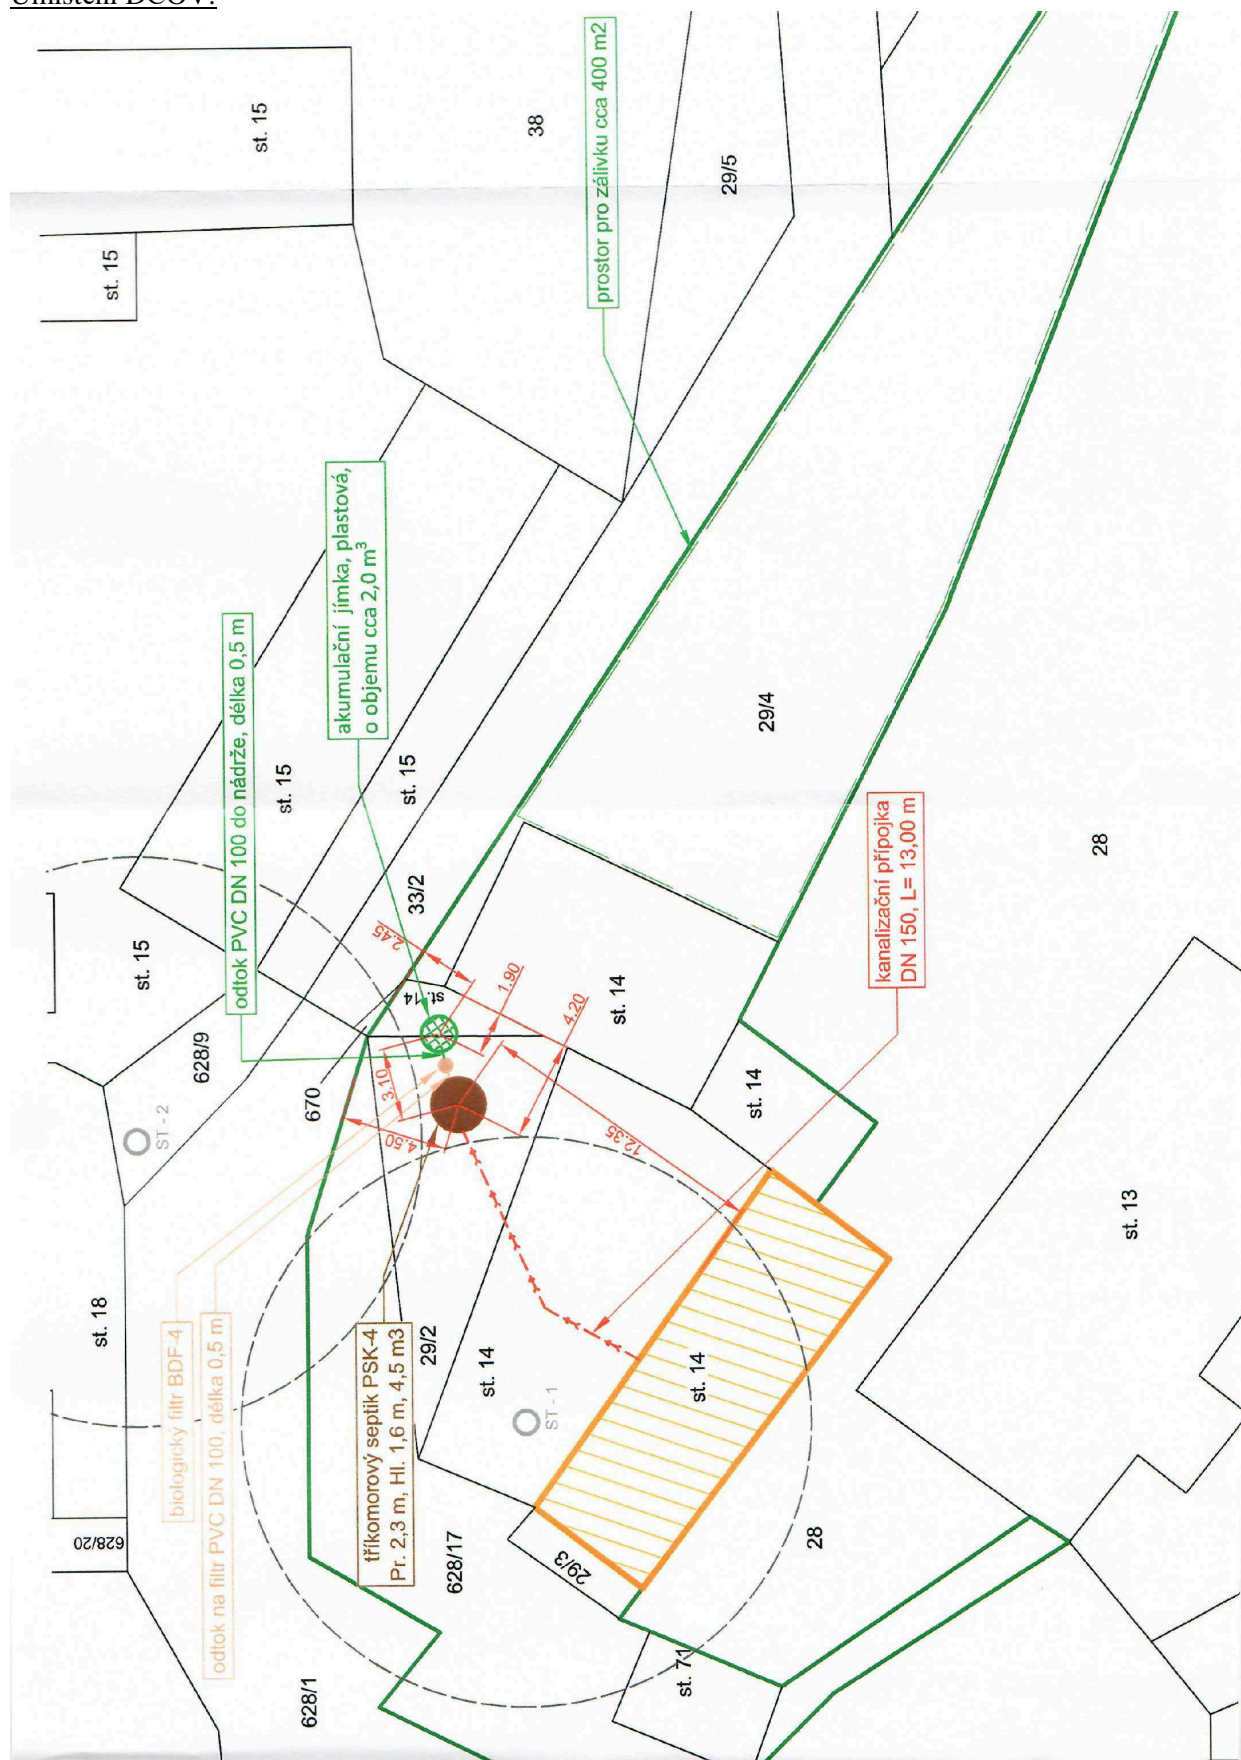 st. 15
st. 15
38
29/5
prostor pro zálivku cca 400 m2
akumulační jímka, plastová,
o objemu cca 2,0 m³
odtok PVC DN 100 do nádrže, délka 0,5 m
st. 15
st. 15
st. 15
33/2
29/4
28
628/9
670
ST - 2
st. 14
st. 14
st. 14
2.45
1.90
4.20
3.10
4.50
12.35
kanalizační přípojka
DN 150, L= 13,00 m
st. 18
628/20
biologický filtr BDF-4
odtok na filtr PVC DN 100, délka 0,5 m
tříkomorový septik PSK-4
Pr. 2,3 m, Hl. 1,6 m, 4,5 m3
29/2
st. 14
ST - 1
st. 14
st. 13
628/17
29/3
28
628/1
st. 71